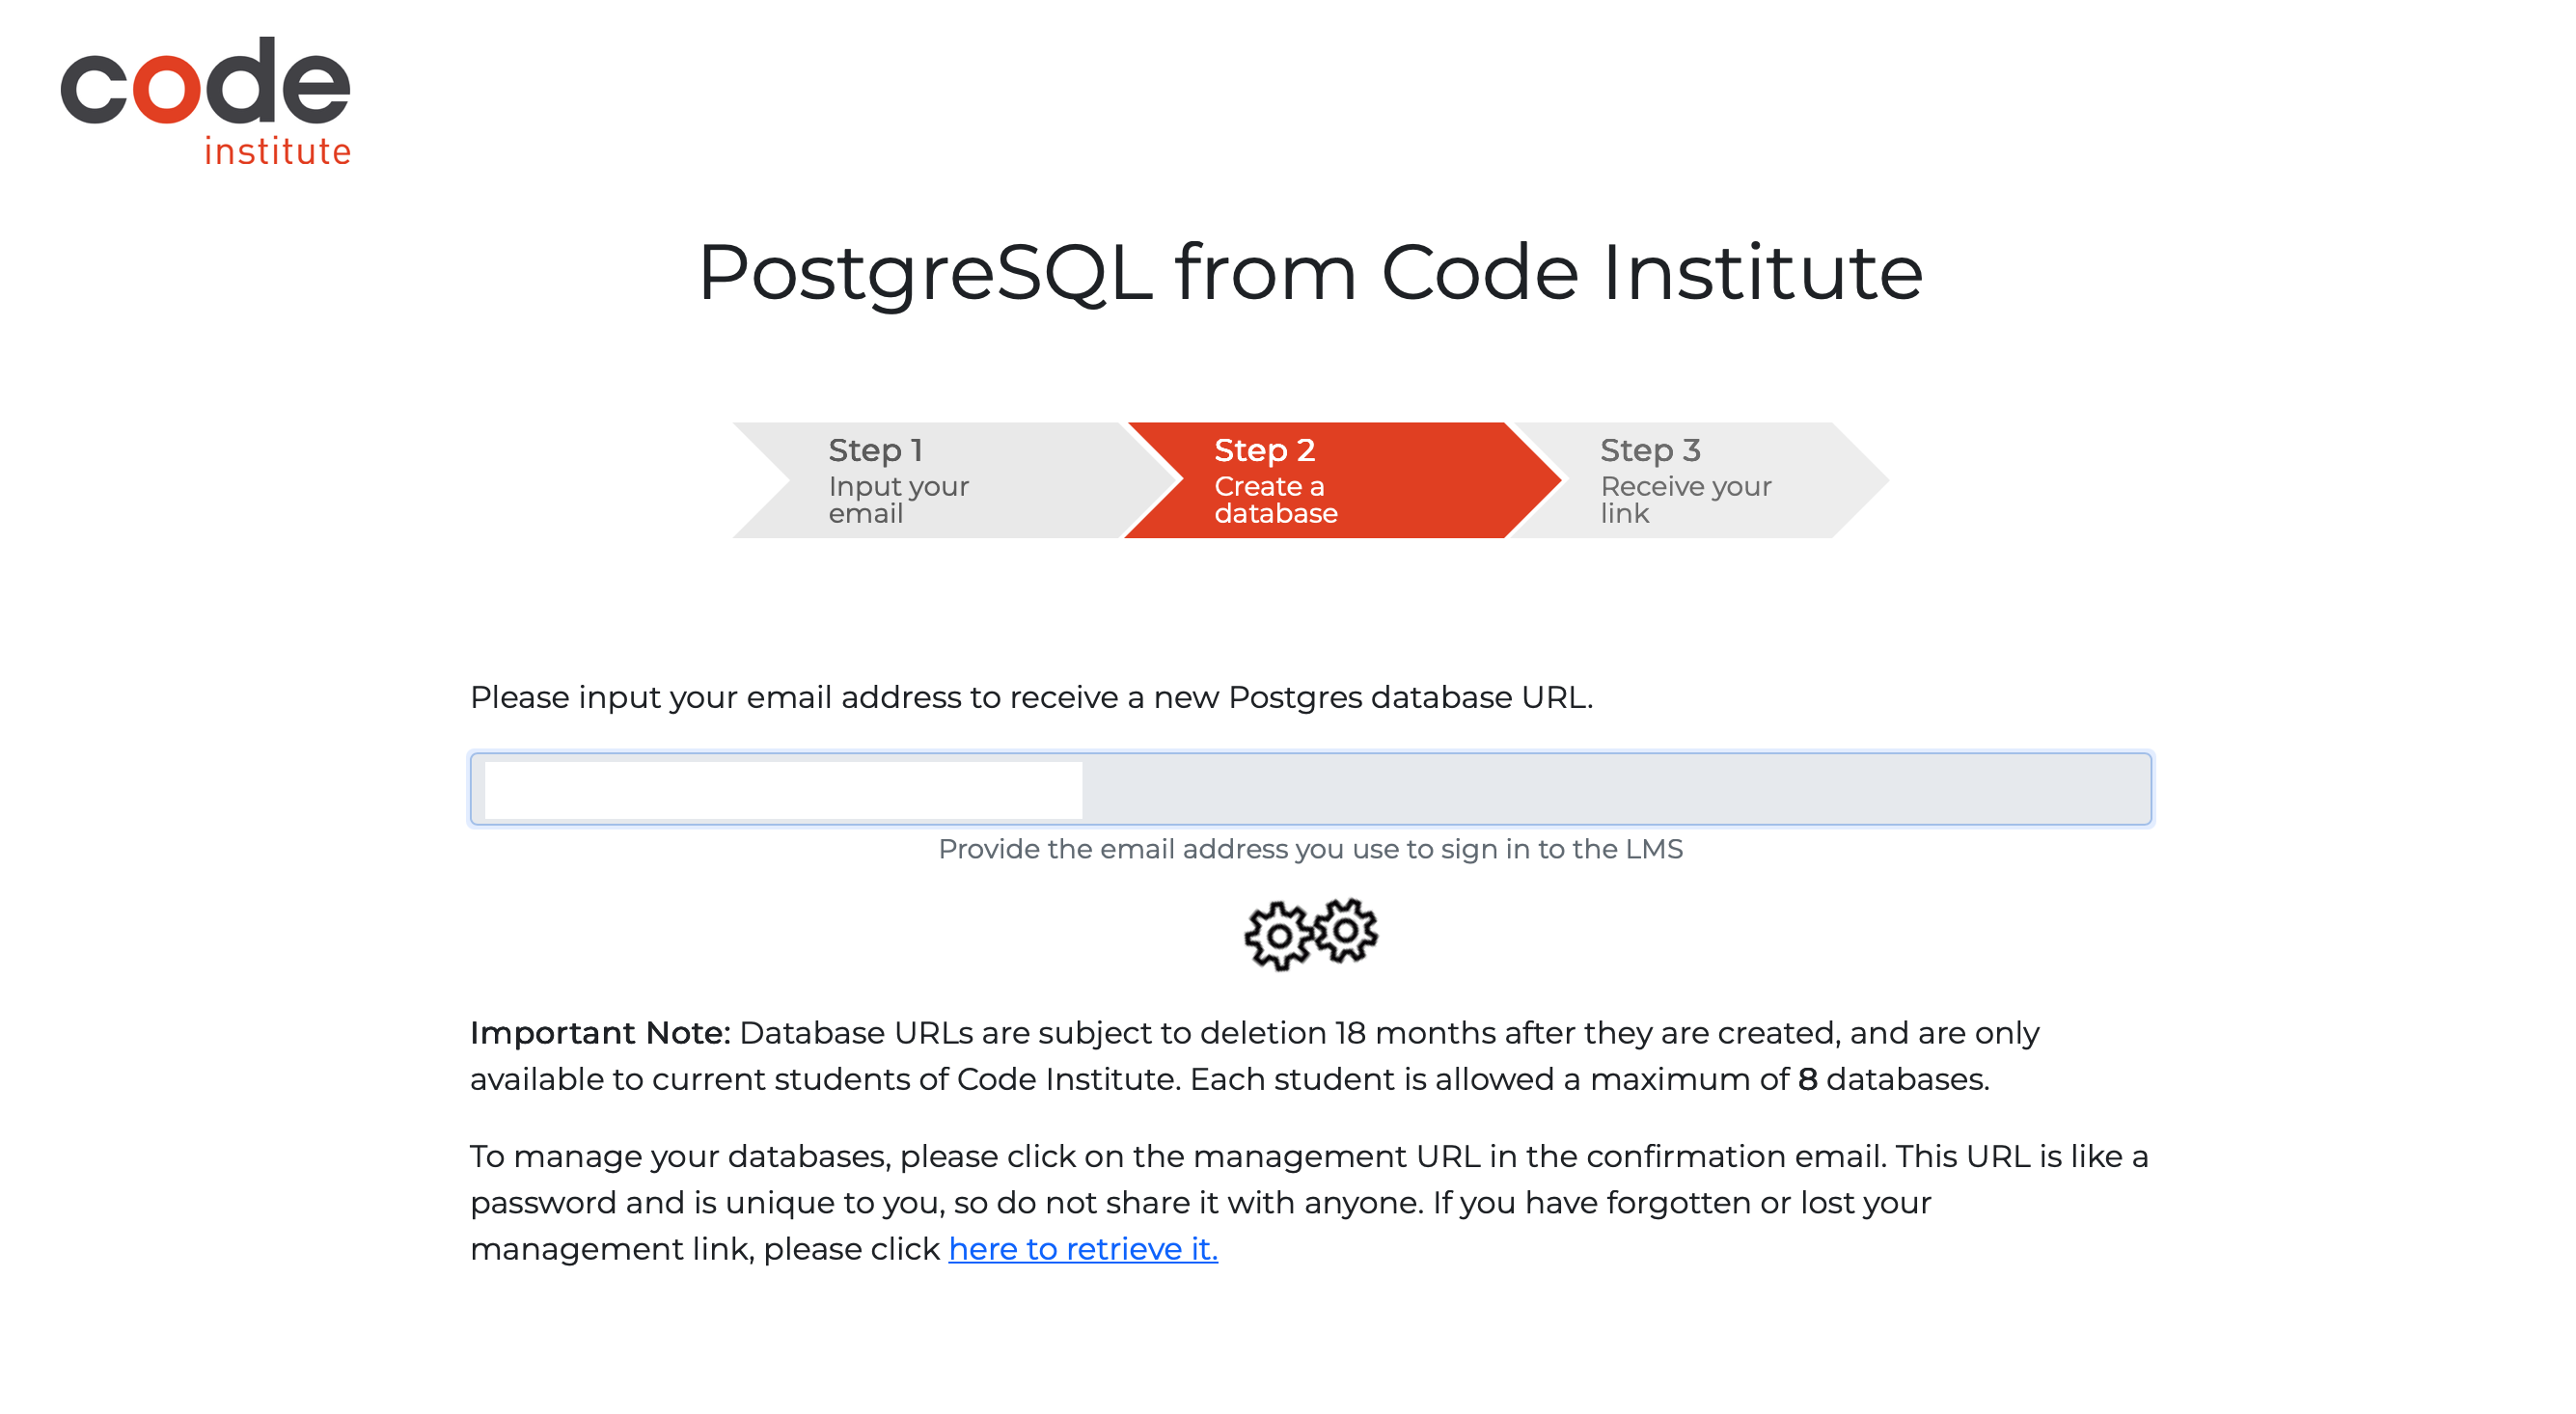 code
institute
PostgreSQL from Code Institute
Step 1
Input your
email
Step 2
Create a
database
Step 3
Receive your
link
Please input your email address to receive a new Postgres database URL.
Provide the email address you use to sign in to the LMS
Important Note: Database URLs are subject to deletion 18 months after they are created, and are only
available to current students of Code Institute. Each student is allowed a maximum of 8 databases.
To manage your databases, please click on the management URL in the confirmation email. This URL is like a
password and is unique to you, so do not share it with anyone. If you have forgotten or lost your
management link, please click here to retrieve it.